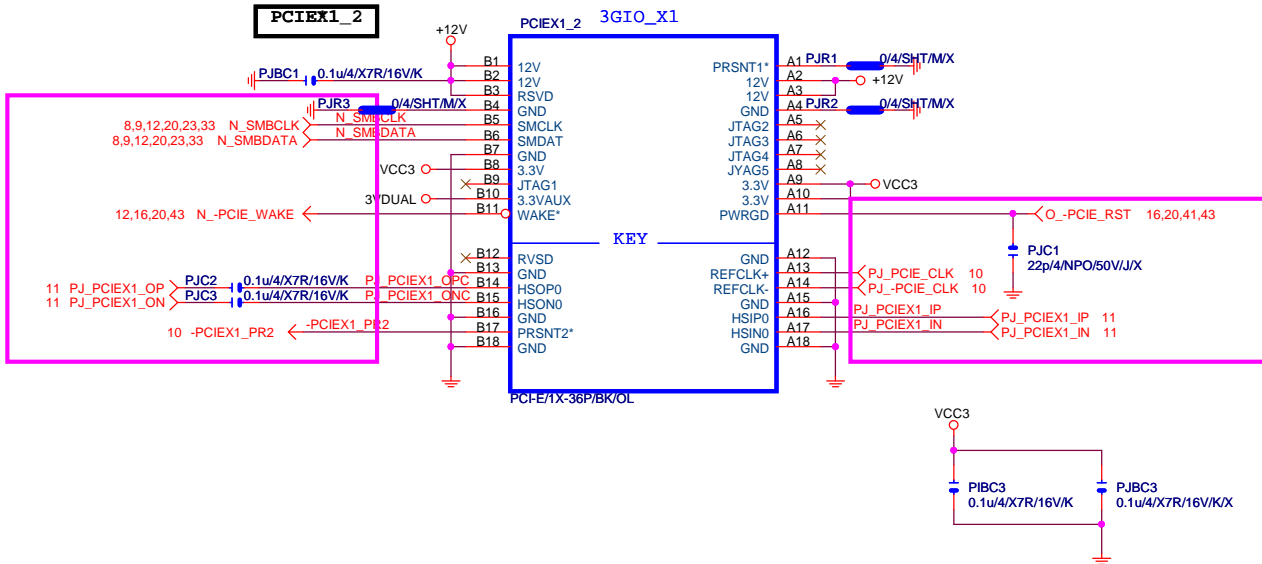 PCIEX1_2
PCIEX1_2
3GIO_X1
+12V
PJBC1
0.1u/4/X7R/16V/K
PJR3
0/4/SHT/M/X
8,9,12,20,23,33 N_SMBCLK
N_SMBCLK
8,9,12,20,23,33 N_SMBDATA
N_SMBDATA
VCC3
3VDUAL
12,16,20,43 N_-PCIE_WAKE
11 PJ_PCIEX1_OP
PJC2
0.1u/4/X7R/16V/K
PJ_PCIEX1_OPC
11 PJ_PCIEX1_ON
PJC3
0.1u/4/X7R/16V/K
PJ_PCIEX1_ONC
10 -PCIEX1_PR2
-PCIEX1_PR2
B1 12V
B2 12V
B3 RSVD
B4 GND
B5 SMCLK
B6 SMDAT
B7 GND
B8 3.3V
B9 JTAG1
B10 3.3VAUX
B11 WAKE*
KEY
B12 RVSD
B13 GND
B14 HSOP0
B15 HSON0
B16 GND
B17 PRSNT2*
B18 GND
PRSNT1* A1
12V A2
12V A3
GND A4
JTAG2 A5
JTAG3 A6
JTAG4 A7
JYAG5 A8
3.3V A9
3.3V A10
PWRGD A11
GND A12
REFCLK+ A13
REFCLK- A14
GND A15
HSIP0 A16
HSIN0 A17
GND A18
PCI-E/1X-36P/BK/OL
PJR1
0/4/SHT/M/X
+12V
PJR2
0/4/SHT/M/X
VCC3
O_-PCIE_RST 16,20,41,43
PJC1
22p/4/NPO/50V/J/X
PJ_PCIE_CLK 10
PJ_-PCIE_CLK 10
PJ_PCIEX1_IP
PJ_PCIEX1_IP 11
PJ_PCIEX1_IN
PJ_PCIEX1_IN 11
VCC3
PIBC3
0.1u/4/X7R/16V/K
PJBC3
0.1u/4/X7R/16V/K/X